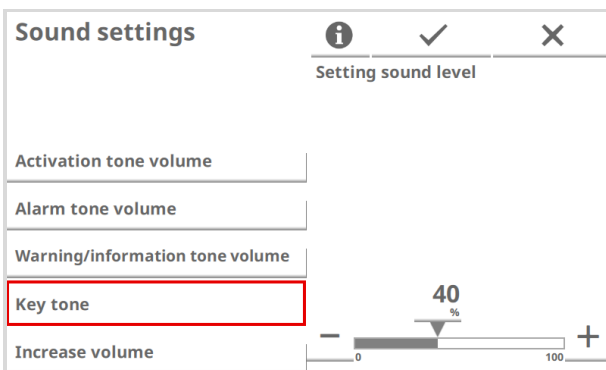 Sound settings
i
Setting sound level
Activation tone volume
Alarm tone volume
Warning/information tone volume
Key tone
Increase volume
40
%
− +
0 100